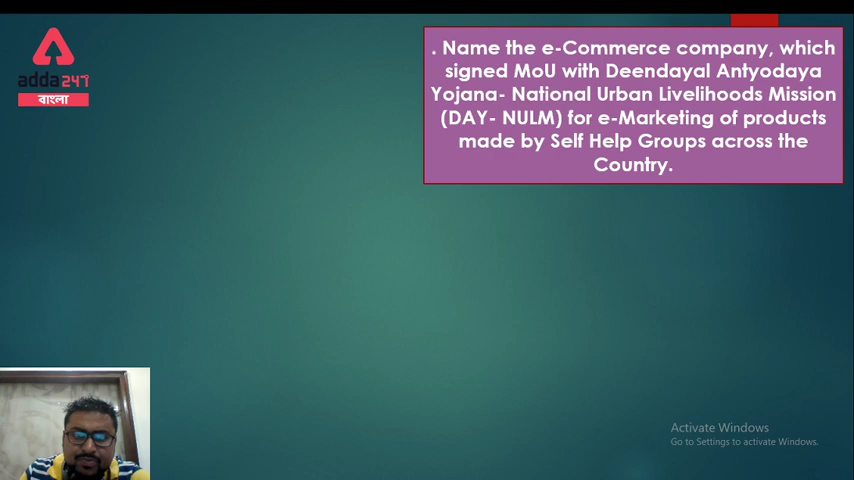 adda247
বাংলা
. Name the e-Commerce company, which
signed MoU with Deendayal Antyodaya
Yojana- National Urban Livelihoods Mission
(DAY- NULM) for e-Marketing of products
made by Self Help Groups across the
Country.
Activate Windows
Go to Settings to activate Windows.